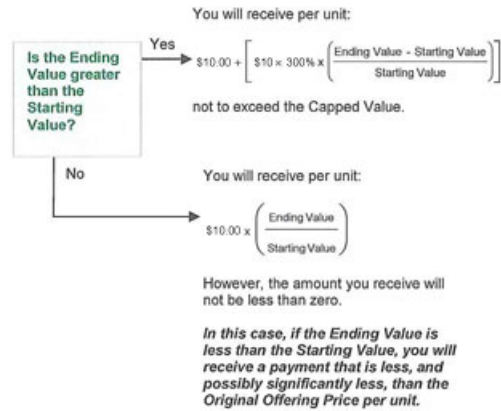 You will receive per unit:
Is the Ending
Value greater
than the
Starting
Value?
Yes
$10.00 + [ $10 × 300% x ( Ending Value - Starting Value
Starting Value ) ]
not to exceed the Capped Value.
No
You will receive per unit:
$10.00 x ( Ending Value
Starting Value )
However, the amount you receive will
not be less than zero.
In this case, if the Ending Value is
less than the Starting Value, you will
receive a payment that is less, and
possibly significantly less, than the
Original Offering Price per unit.